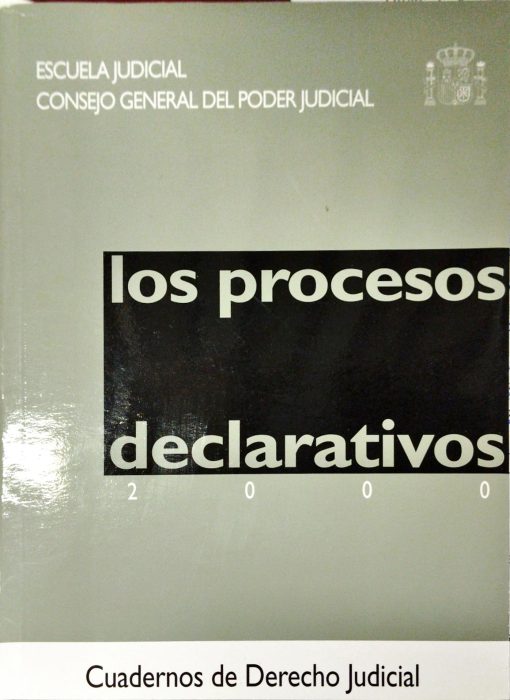 ESCUELA JUDICIAL
CONSEJO GENERAL DEL PODER JUDICIAL
los procesos
declarativos
2 0 0 0
Cuadernos de Derecho Judicial